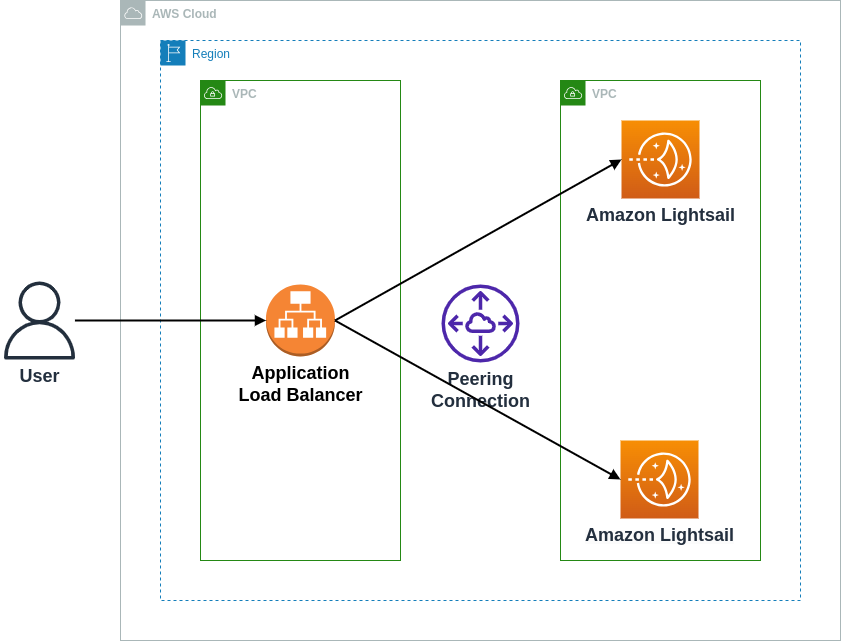 AWS Cloud
Region
VPC
VPC
Amazon Lightsail
User
Application
Load Balancer
Peering
Connection
Amazon Lightsail